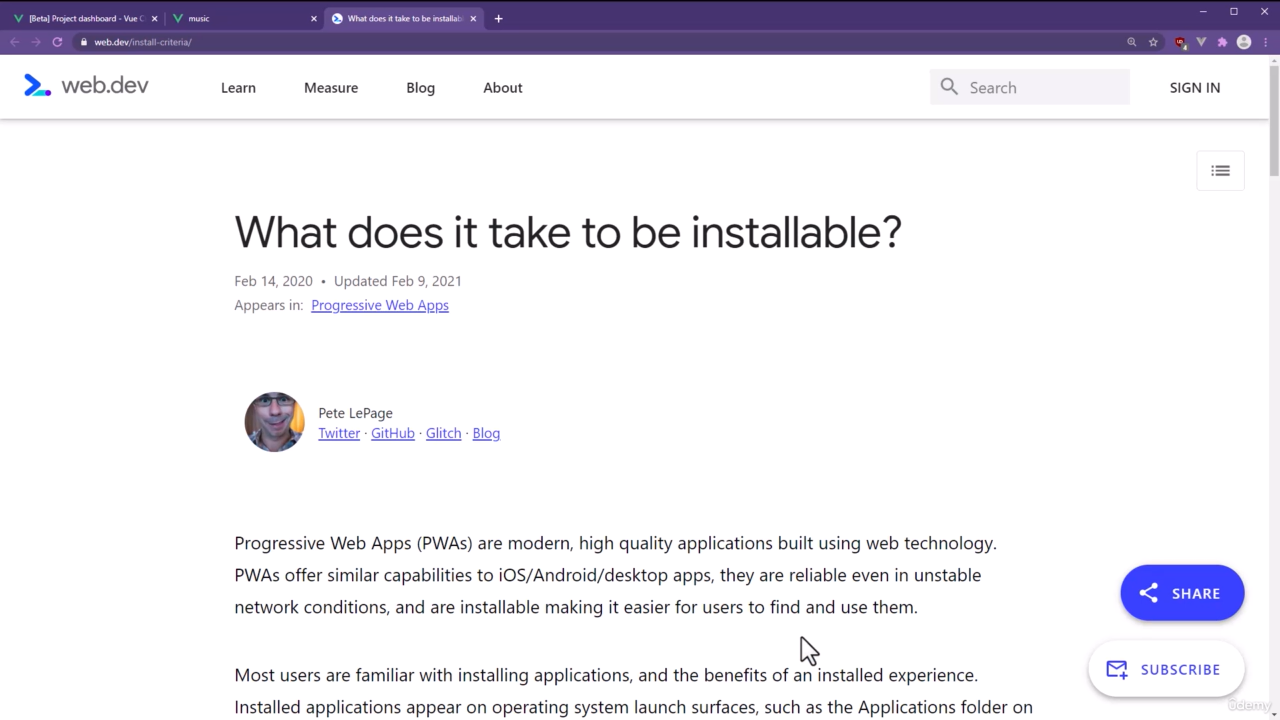 [Beta] Project dashboard - Vue C
music
What does it take to be installab
web.dev/install-criteria/
web.dev
Learn
Measure
Blog
About
Search
SIGN IN
What does it take to be installable?
Feb 14, 2020 • Updated Feb 9, 2021
Appears in: Progressive Web Apps
Pete LePage
Twitter · GitHub · Glitch · Blog
Progressive Web Apps (PWAs) are modern, high quality applications built using web technology.
PWAs offer similar capabilities to iOS/Android/desktop apps, they are reliable even in unstable
network conditions, and are installable making it easier for users to find and use them.
SHARE
Most users are familiar with installing applications, and the benefits of an installed experience.
SUBSCRIBE
Installed applications appear on operating system launch surfaces, such as the Applications folder on
ûdemy